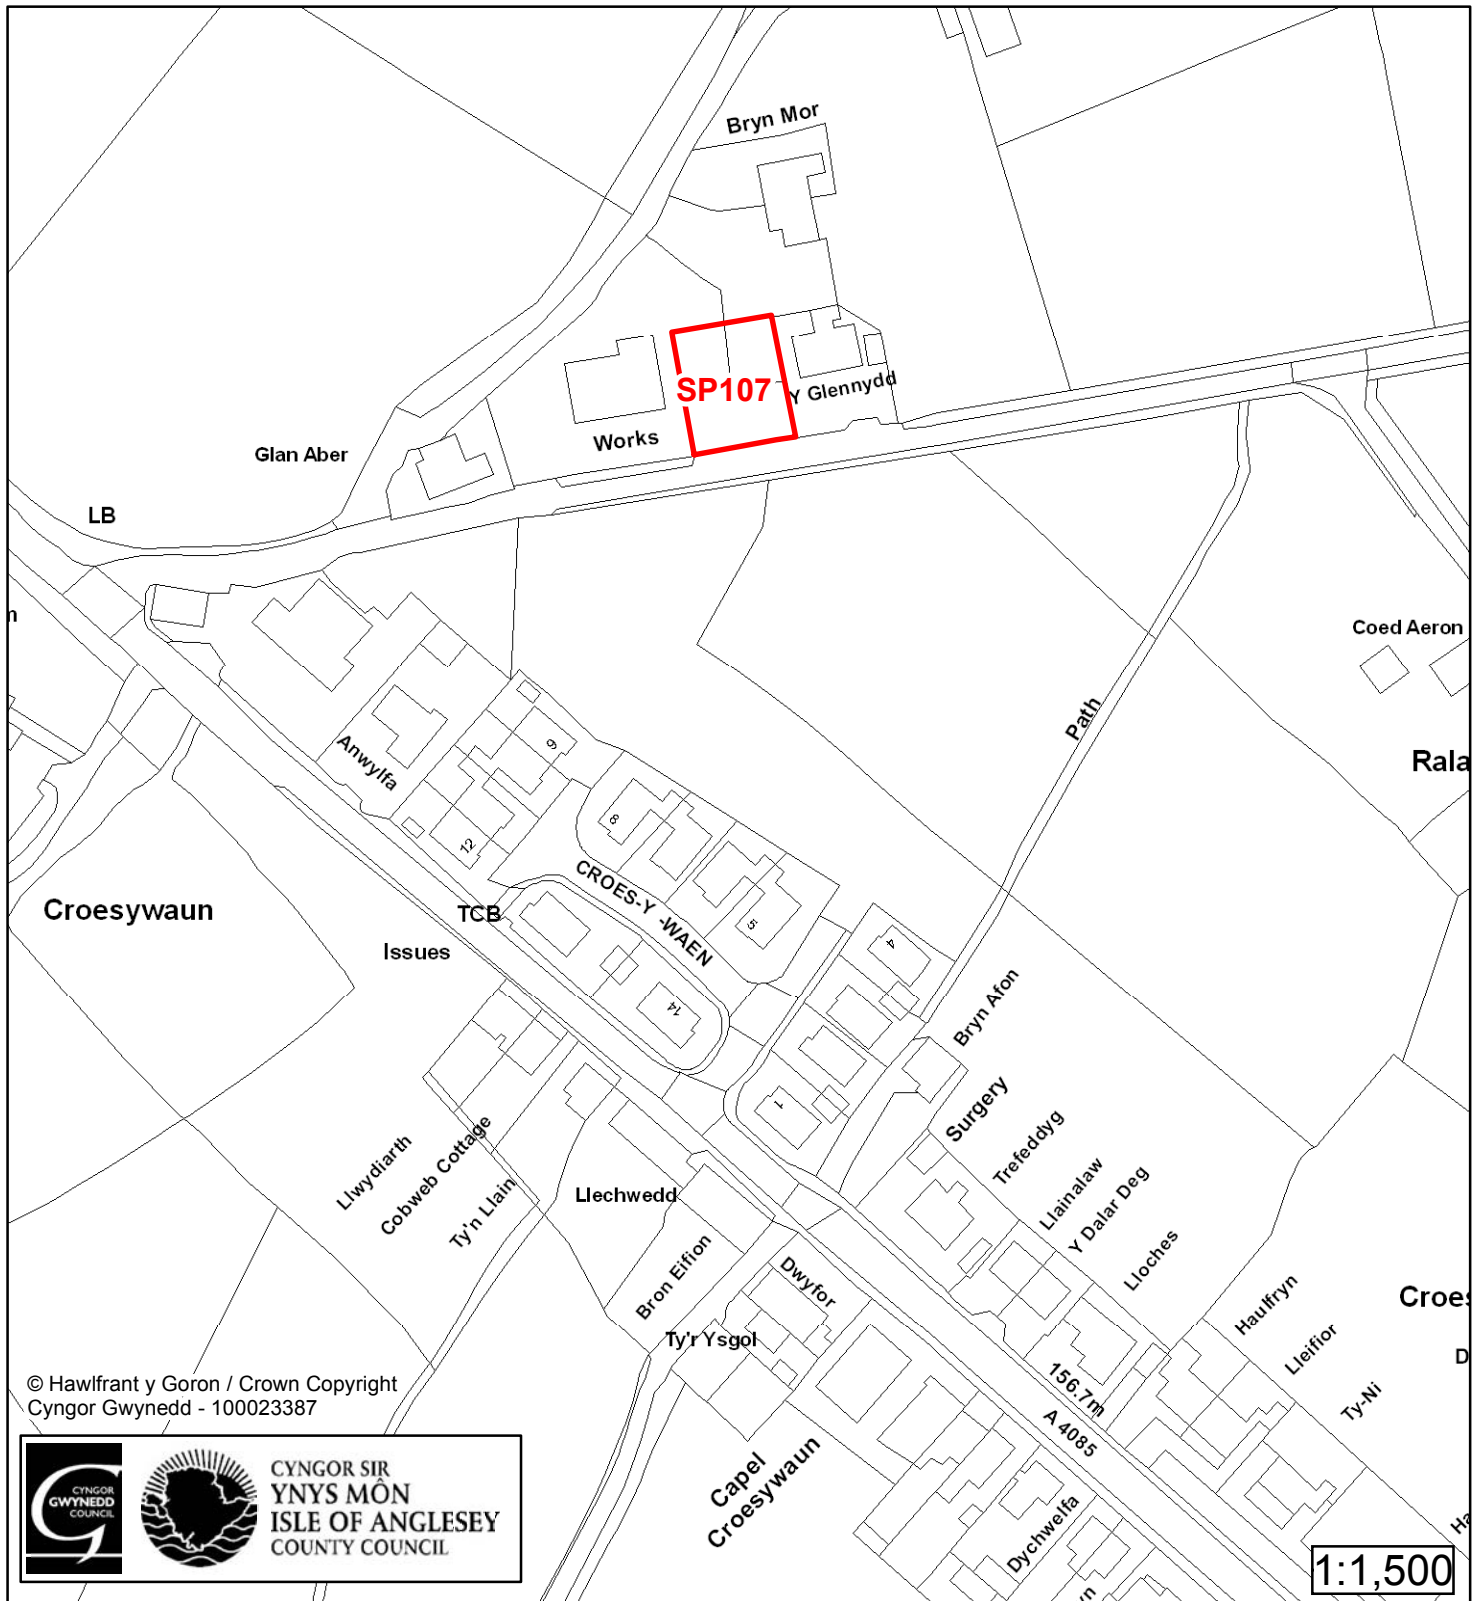 Bryn Mor
SP107
Y Glennydd
Works
Glan Aber
LB
Coed Aeron
Path
Anwylfa
9
8
12
CROES-Y -WAEN
5
Croesywaun
TCB
Issues
4
14
1
Bryn Afon
Surgery
Trefeddyg
Llainalaw
Y Dalar Deg
Lloches
Llwydiarth
Cobweb Cottage
Ty'n Llain
Llechwedd
Bron Eifion
Dwyfor
Ty'r Ysgol
Haulfryn
Lleifior
Ty-Ni
156.7m
A 4085
Capel
Croesywaun
Dychwelfa
© Hawlfrant y Goron / Crown Copyright
Cyngor Gwynedd - 100023387
CYNGOR
GWYNEDD
COUNCIL
CYNGOR SIR
YNYS MÔN
ISLE OF ANGLESEY
COUNTY COUNCIL
1:1,500